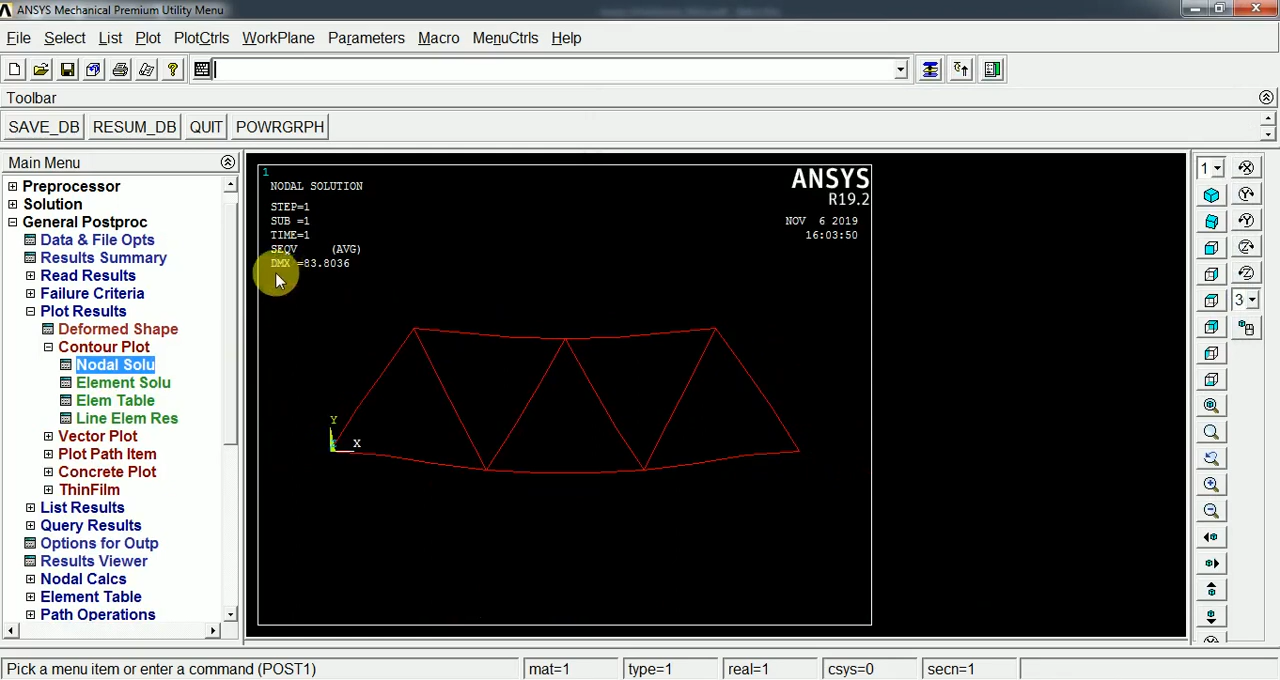 ANSYS Mechanical Premium Utility Menu
File Select List Plot PlotCtrls WorkPlane Parameters Macro MenuCtrls Help
Toolbar
SAVE_DB RESUM_DB QUIT POWRGRPH
Main Menu
Preprocessor
Solution
General Postproc
Data & File Opts
Results Summary
Read Results
Failure Criteria
Plot Results
Deformed Shape
Contour Plot
Nodal Solu
Element Solu
Elem Table
Line Elem Res
Vector Plot
Plot Path Item
Concrete Plot
ThinFilm
List Results
Query Results
Options for Outp
Results Viewer
Nodal Calcs
Element Table
Path Operations
1
NODAL SOLUTION
STEP=1
SUB =1
TIME=1
SEQV (AVG)
DMX =83.8036
ANSYS
R19.2
NOV 6 2019
16:03:50
Y
X
1
3
Pick a menu item or enter a command (POST1) mat=1 type=1 real=1 csys=0 secn=1